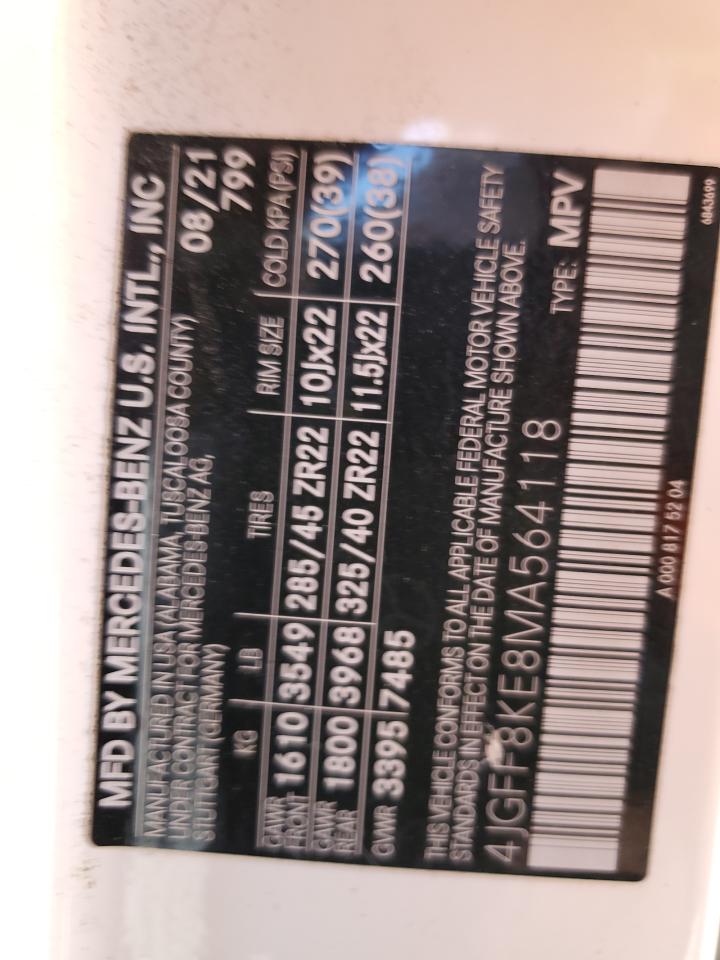 MFD BY MERCEDES-BENZ U.S. INTL., INC
MANUFACTURED IN USA (ALABAMA, TUSCALOOSA COUNTY) 08/21
UNDER CONTRACT FOR MERCEDES-BENZ AG, 799
STUTTGART (GERMANY)
KG LB TIRES RIM SIZE COLD KPA (PSI)
GAWR FRONT 1610 3549 285/45 ZR22 10Jx22 270(39)
GAWR REAR 1800 3968 325/40 ZR22 11.5Jx22 260(38)
GWR 3395 7485
THIS VEHICLE CONFORMS TO ALL APPLICABLE FEDERAL MOTOR VEHICLE SAFETY
STANDARDS IN EFFECT ON THE DATE OF MANUFACTURE SHOWN ABOVE.
4JGFF8KE8MA564118 TYPE: MPV
A 000 817 52 04
6843699